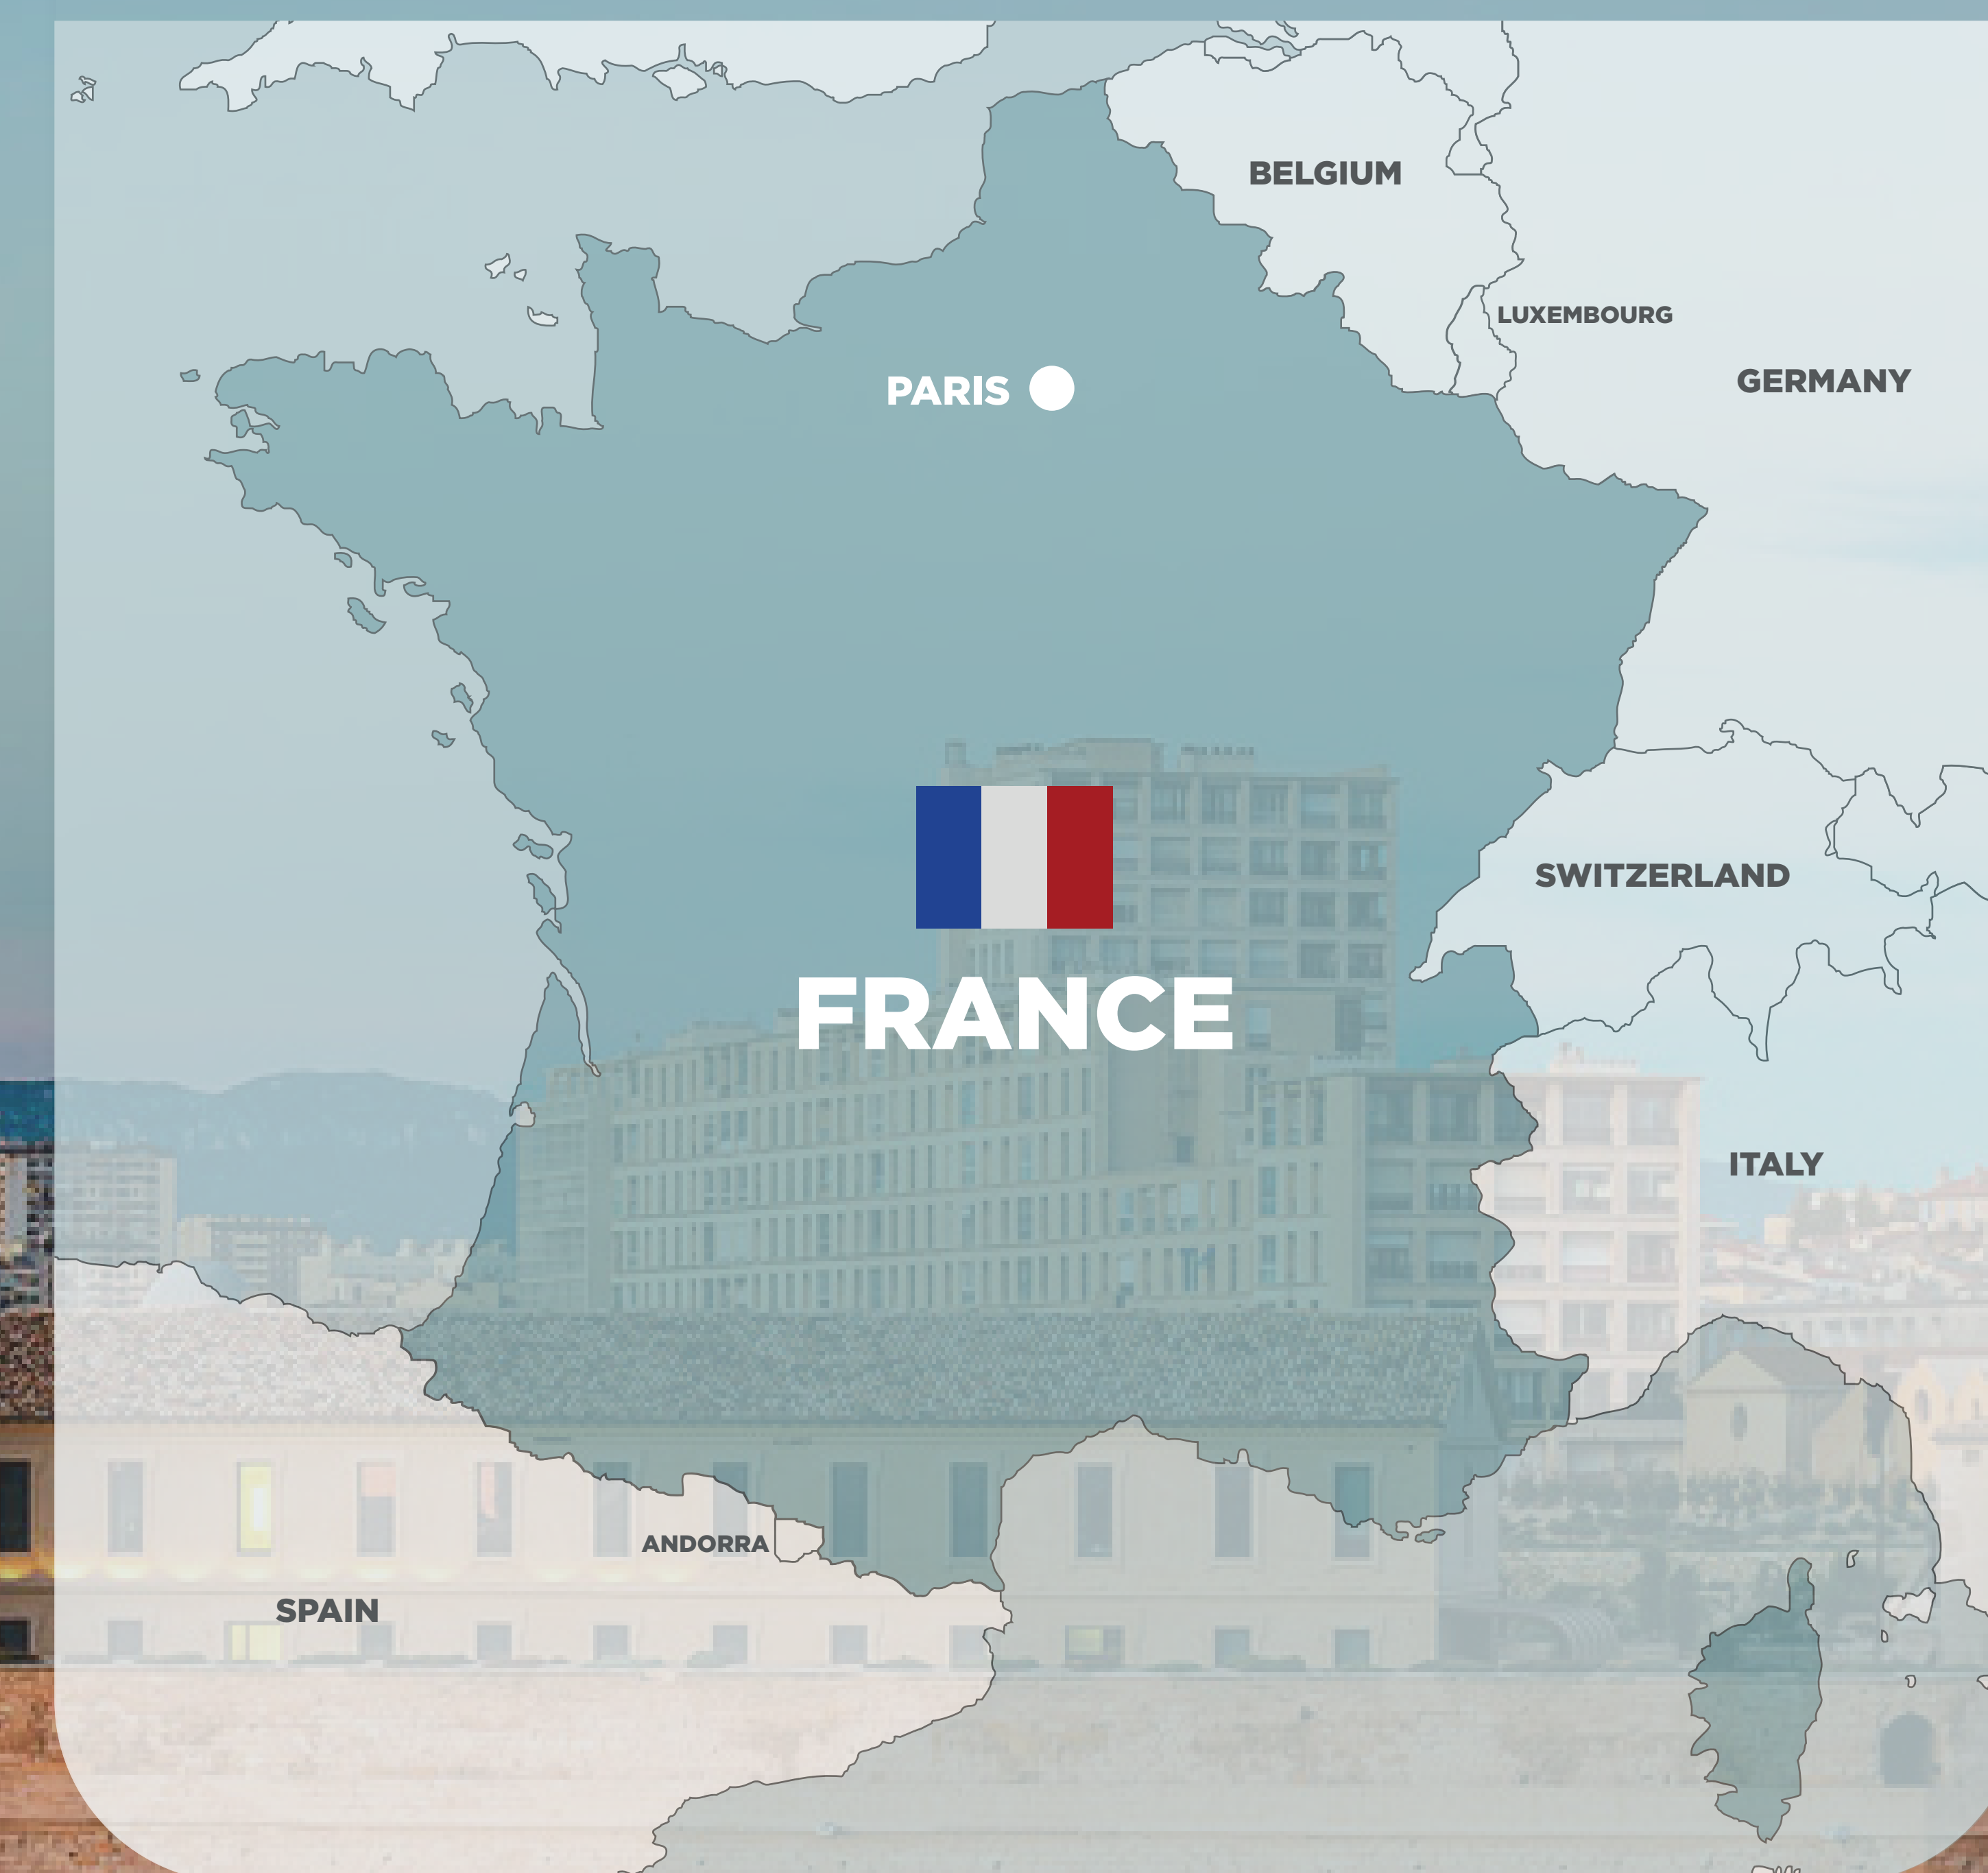 BELGIUM
LUXEMBOURG
GERMANY
PARIS
SWITZERLAND
FRANCE
ITALY
ANDORRA
SPAIN